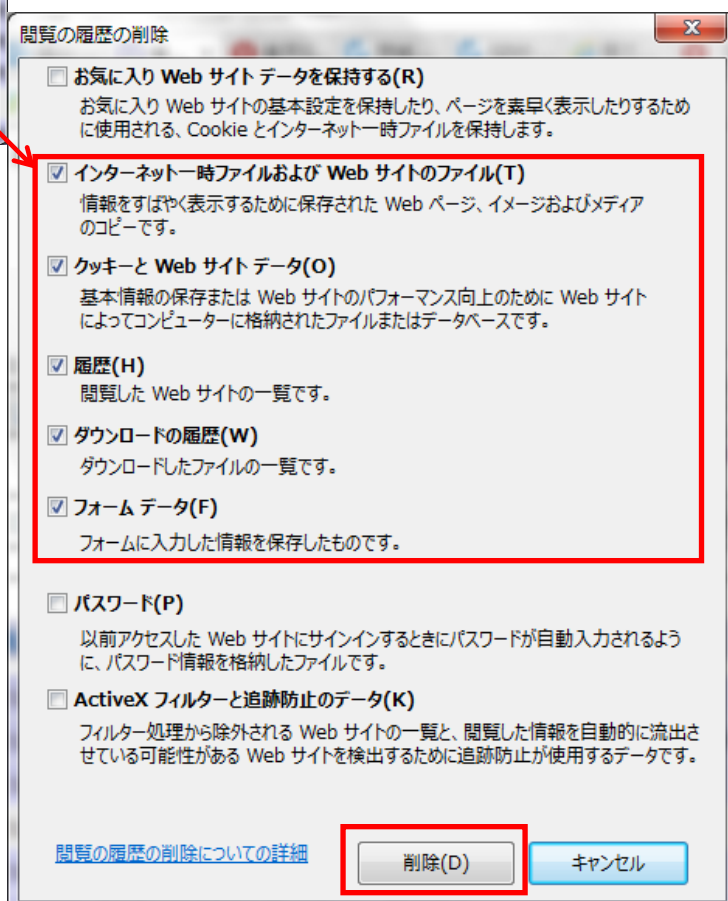 閲覧の履歴の削除
お気に入り Web サイト データを保持する(R)
お気に入り Web サイトの基本設定を保持したり、ページを素早く表示したりするため
に使用される、Cookie とインターネット一時ファイルを保持します。
インターネット一時ファイルおよび Web サイトのファイル(T)
情報をすばやく表示するために保存された Web ページ、イメージおよびメディア
のコピーです。
クッキーと Web サイト データ(O)
基本情報の保存または Web サイトのパフォーマンス向上のために Web サイト
によってコンピューターに格納されたファイルまたはデータベースです。
履歴(H)
閲覧した Web サイトの一覧です。
ダウンロードの履歴(W)
ダウンロードしたファイルの一覧です。
フォーム データ(F)
フォームに入力した情報を保存したものです。
パスワード(P)
以前アクセスした Web サイトにサインインするときにパスワードが自動入力されるよう
に、パスワード情報を格納したファイルです。
ActiveX フィルターと追跡防止のデータ(K)
フィルター処理から除外される Web サイトの一覧と、閲覧した情報を自動的に流出さ
せている可能性がある Web サイトを検出するために追跡防止が使用するデータです。
閲覧の履歴の削除についての詳細
削除(D)
キャンセル